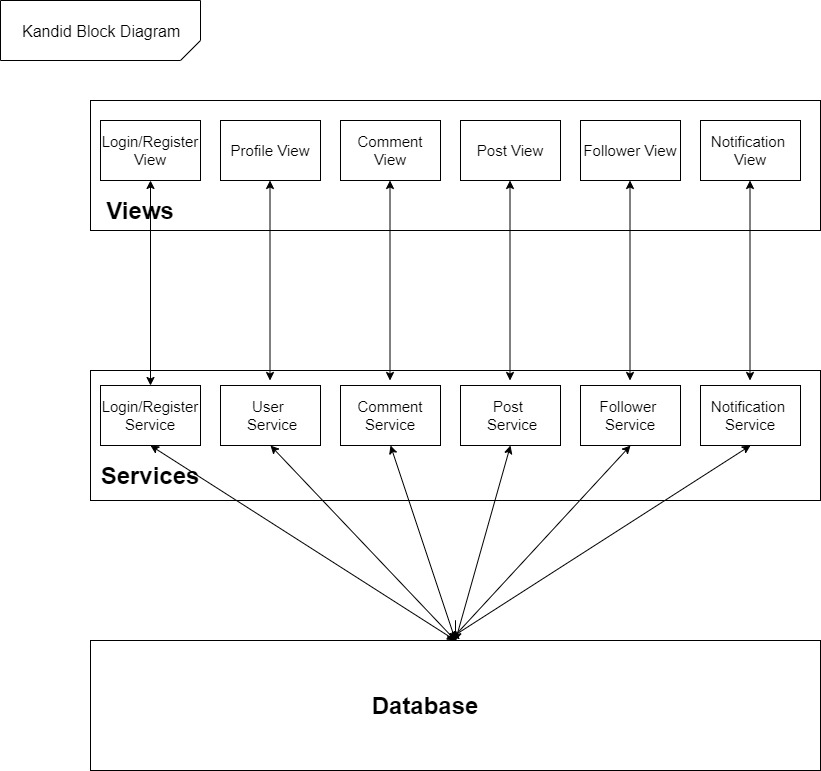 Kandid Block Diagram
Login/Register
View
Profile View
Comment
View
Post View
Follower View
Notification
View
Views
Login/Register
Service
User
Service
Comment
Service
Post
Service
Follower
Service
Notification
Service
Services
Database